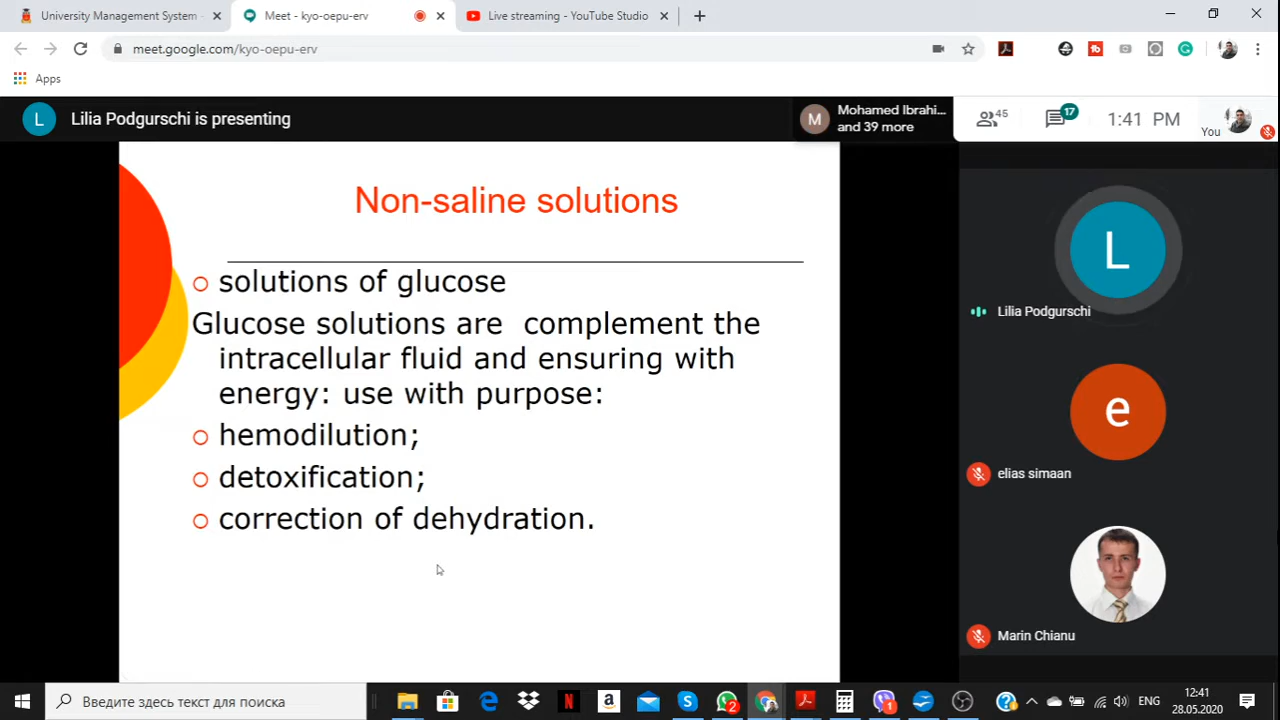 University Management System -
Meet - kyo-oepu-erv
Live streaming - YouTube Studio
meet.google.com/kyo-oepu-erv
Apps
L
Lilia Podgurschi is presenting
M
Mohamed Ibrahi...
and 39 more
45
17
1:41 PM
You
Non-saline solutions
solutions of glucose
Glucose solutions are complement the
intracellular fluid and ensuring with
energy: use with purpose:
hemodilution;
detoxification;
correction of dehydration.
L
Lilia Podgurschi
e
elias simaan
Marin Chianu
Введите здесь текст для поиска
2
1
ENG
12:41
28.05.2020